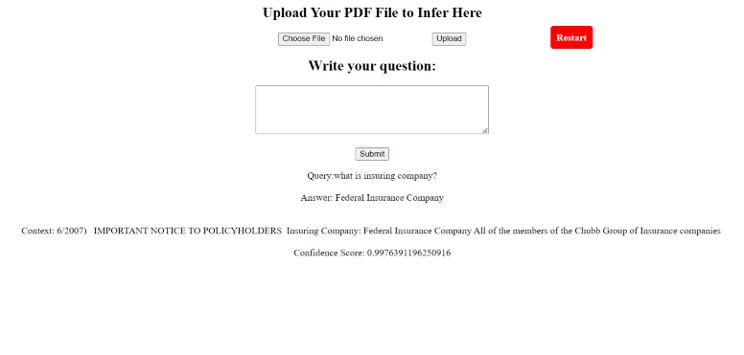 Upload Your PDF File to Infer Here
Choose File No file chosen Upload Restart
Write your question:
Submit
Query:what is insuring company?
Answer: Federal Insurance Company
Context: 6/2007) IMPORTANT NOTICE TO POLICYHOLDERS Insuring Company: Federal Insurance Company All of the members of the Chubb Group of Insurance companies
Confidence Score: 0.9976391196250916